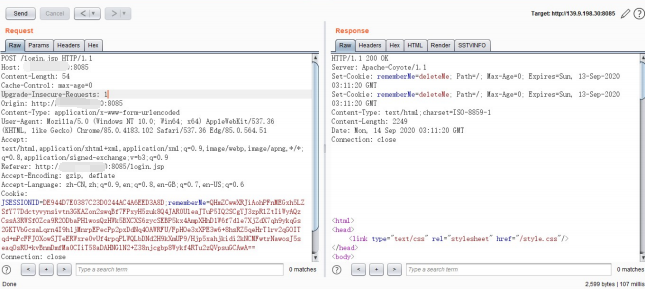 Send Cancel < > Target: http://139.9.198.30:8085
Request
Raw Params Headers Hex
POST /login.jsp HTTP/1.1
Host: :8085
Content-Length: 54
Cache-Control: max-age=0
Upgrade-Insecure-Requests: 1
Origin: http:// :8085
Content-Type: application/x-www-form-urlencoded
User-Agent: Mozilla/5.0 (Windows NT 10.0; Win64; x64) AppleWebKit/537.36
(KHTML, like Gecko) Chrome/85.0.4183.102 Safari/537.36 Edg/85.0.564.51
Accept:
text/html,application/xhtml+xml,application/xml;q=0.9,image/webp,image/apng,*/*;
q=0.8,application/signed-exchange;v=b3;q=0.9
Referer: http:// :8085/login.jsp
Accept-Encoding: gzip, deflate
Accept-Language: zh-CN,zh;q=0.9,en;q=0.8,en-GB;q=0.7,en-US;q=0.6
Cookie:
Connection: close
? < + > Type a search term 0 matches
Done
Response
Raw Headers Hex HTML Render SSTVINFO
HTTP/1.1 200 OK
Server: Apache-Coyote/1.1
Set-Cookie: rememberMe=deleteMe; Path=/; Max-Age=0; Expires=Sun, 13-Sep-2020
03:11:20 GMT
Set-Cookie: rememberMe=deleteMe; Path=/; Max-Age=0; Expires=Sun, 13-Sep-2020
03:11:20 GMT
Content-Type: text/html;charset=ISO-8859-1
Content-Length: 2249
Date: Mon, 14 Sep 2020 03:11:20 GMT
Connection: close
<html>
<head>
<link type="text/css" rel="stylesheet" href="/style.css"/>
</head>
<body>
? < + > Type a search term 0 matches
2,599 bytes | 107 millis